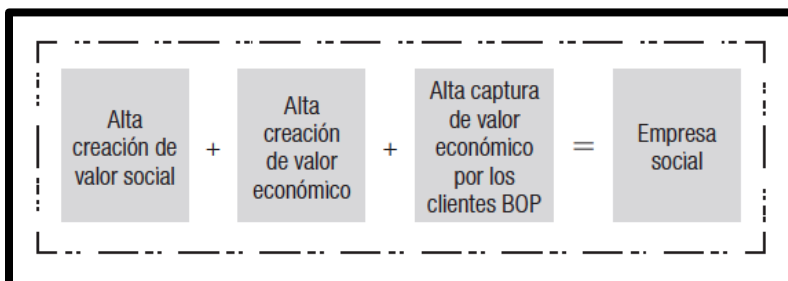 Alta
creación de
valor social
+
Alta
creación
de valor
económico
+
Alta captura
de valor
económico
por los
clientes BOP
=
Empresa
social